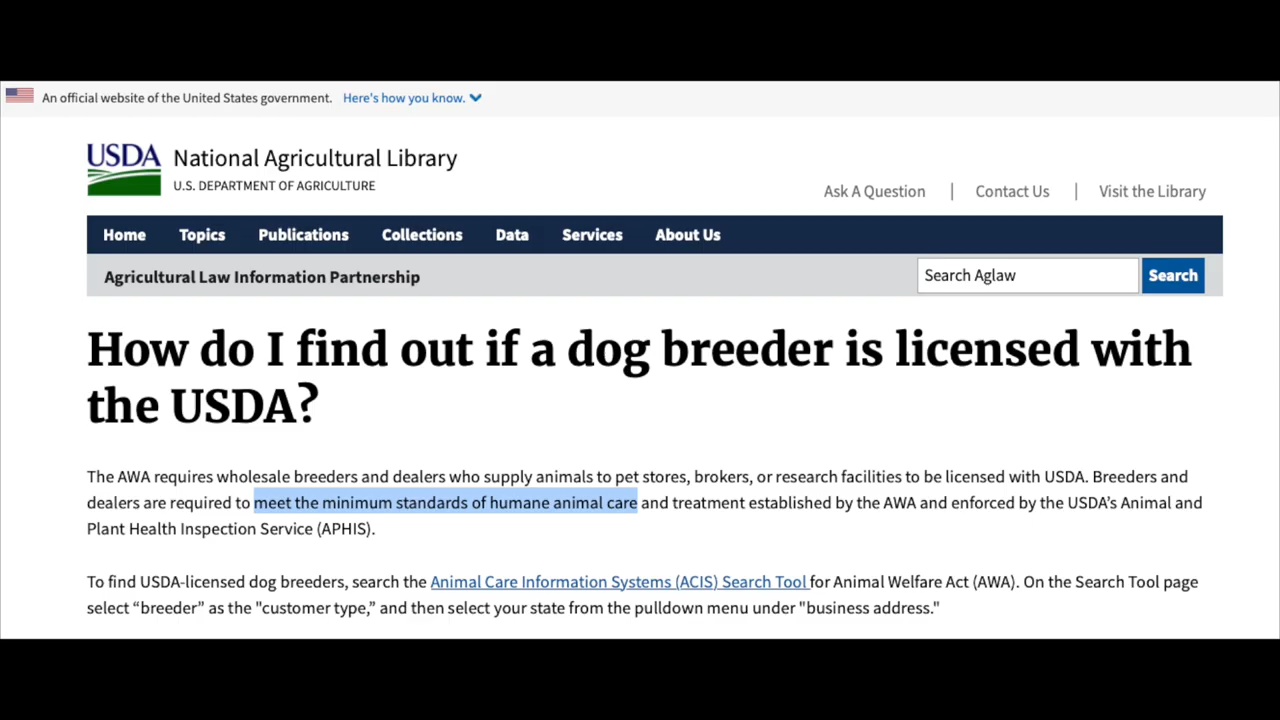 An official website of the United States government. Here's how you know.
USDA
National Agricultural Library
U.S. DEPARTMENT OF AGRICULTURE
Ask A Question | Contact Us | Visit the Library
Home Topics Publications Collections Data Services About Us
Agricultural Law Information Partnership
Search Aglaw Search
How do I find out if a dog breeder is licensed with
the USDA?
The AWA requires wholesale breeders and dealers who supply animals to pet stores, brokers, or research facilities to be licensed with USDA. Breeders and
dealers are required to meet the minimum standards of humane animal care and treatment established by the AWA and enforced by the USDA’s Animal and
Plant Health Inspection Service (APHIS).
To find USDA-licensed dog breeders, search the Animal Care Information Systems (ACIS) Search Tool for Animal Welfare Act (AWA). On the Search Tool page
select “breeder” as the "customer type,” and then select your state from the pulldown menu under "business address."